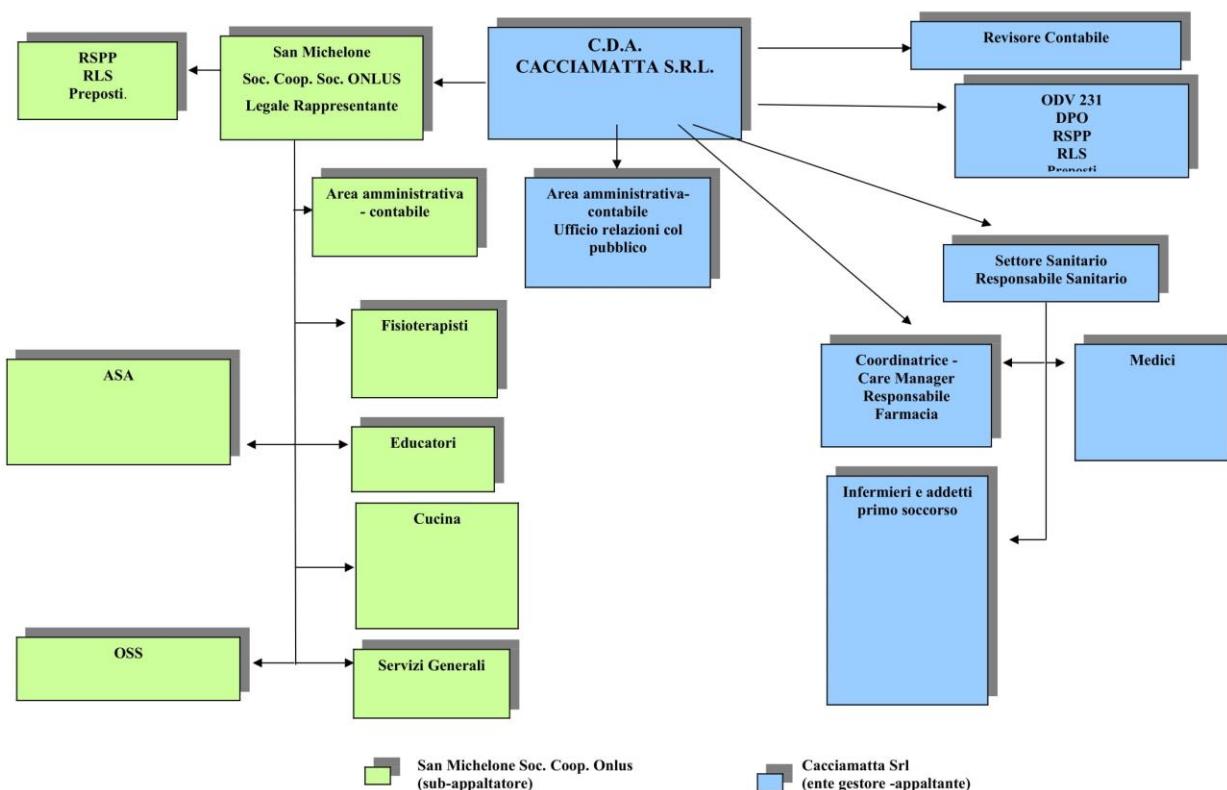 RSPP
RLS
Preposti.
San Michelone
Soc. Coop. Soc. ONLUS
Legale Rappresentante
C.D.A.
CACCIAMATTA S.R.L.
Revisore Contabile
ODV 231
DPO
RSPP
RLS
Preposti
Area amministrativa
- contabile
Area amministrativa-
contabile
Ufficio relazioni col
pubblico
Settore Sanitario
Responsabile Sanitario
Fisioterapisti
Coordinatrice -
Care Manager
Responsabile
Farmacia
Medici
ASA
Educatori
Cucina
Infermieri e addetti
primo soccorso
OSS
Servizi Generali
San Michelone Soc. Coop. Onlus
(sub-appaltatore)
Cacciamatta Srl
(ente gestore -appaltante)